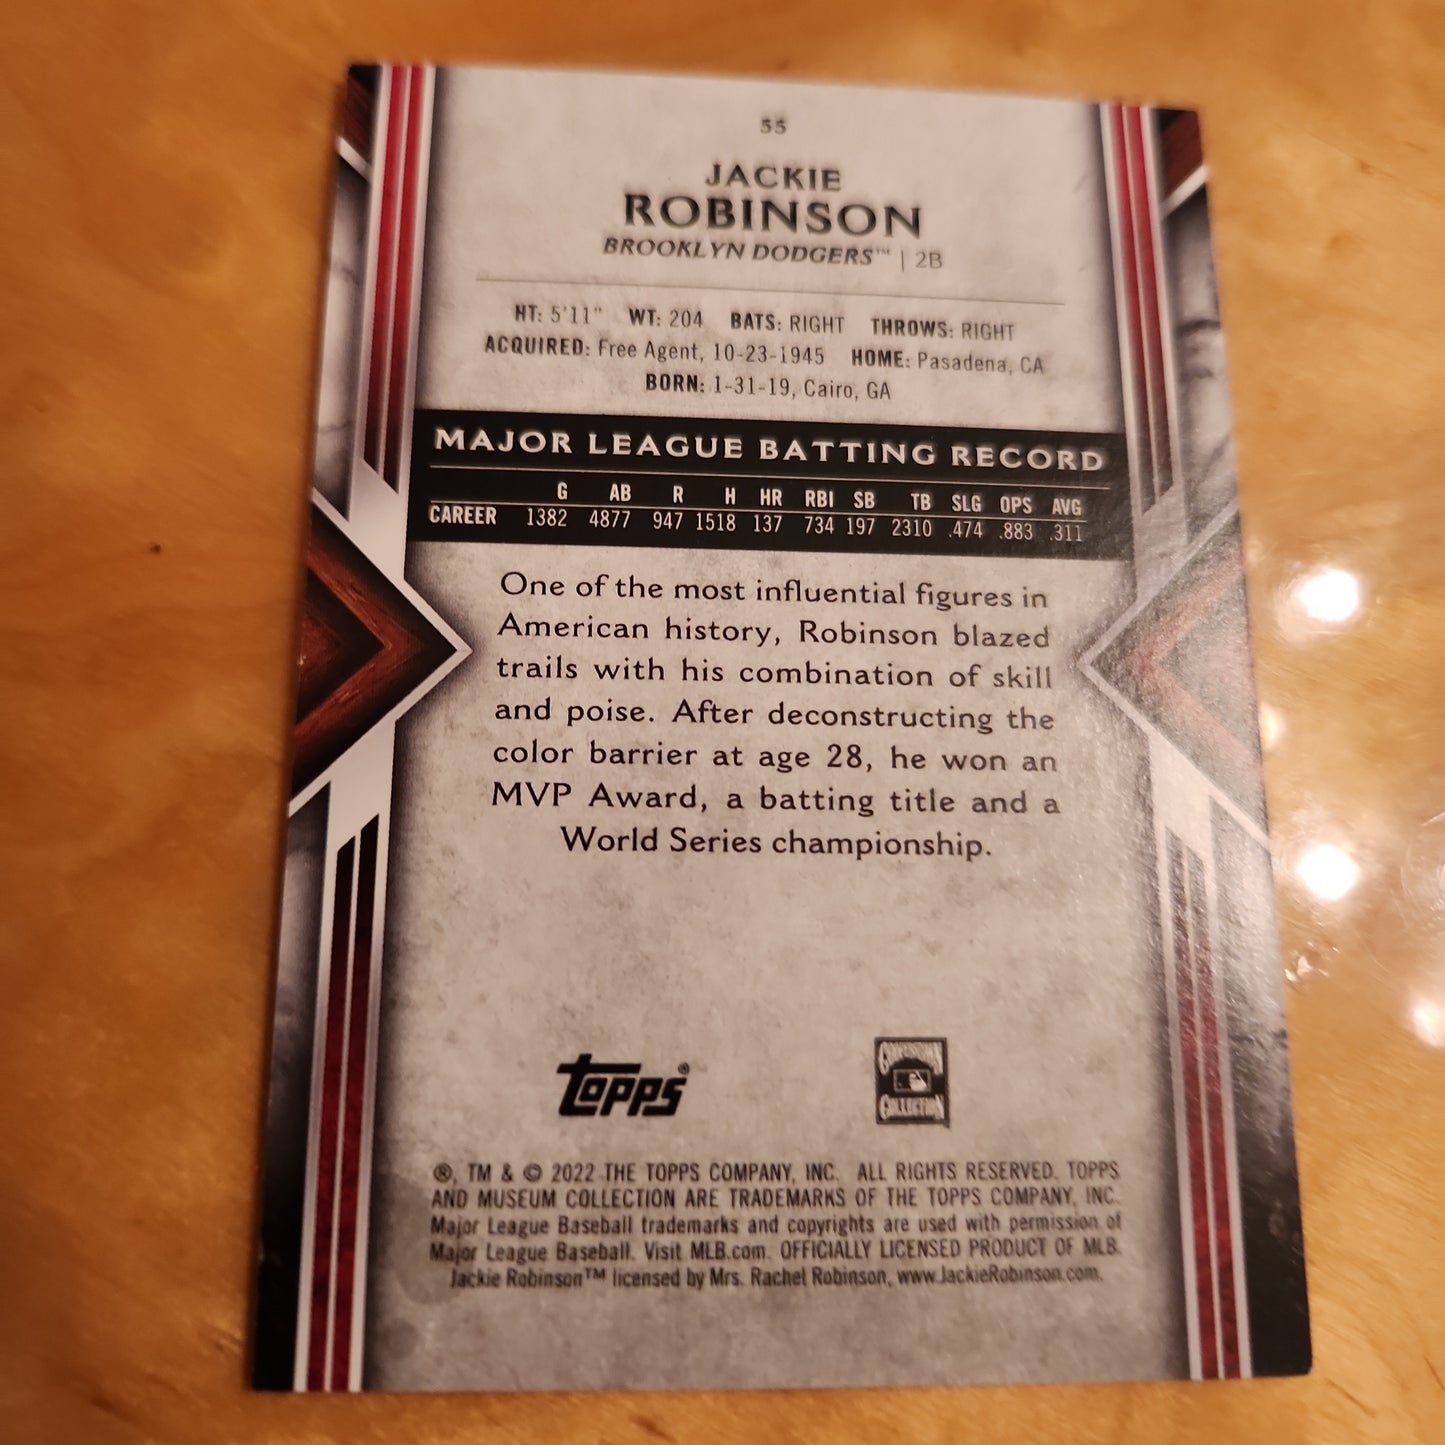 55
JACKIE
ROBINSON
BROOKLYN DODGERS™ | 2B
HT: 5'11" WT: 204 BATS: RIGHT THROWS: RIGHT
ACQUIRED: Free Agent, 10-23-1945 HOME: Pasadena, CA
BORN: 1-31-19, Cairo, GA
MAJOR LEAGUE BATTING RECORD
G AB R H HR RBI SB TB SLG OPS AVG
CAREER 1382 4877 947 1518 137 734 197 2310 .474 .883 .311
One of the most influential figures in
American history, Robinson blazed
trails with his combination of skill
and poise. After deconstructing the
color barrier at age 28, he won an
MVP Award, a batting title and a
World Series championship.
topps®
COOPERSTOWN
COLLECTION
®, TM & © 2022 THE TOPPS COMPANY, INC. ALL RIGHTS RESERVED. TOPPS
AND MUSEUM COLLECTION ARE TRADEMARKS OF THE TOPPS COMPANY, INC.
Major League Baseball trademarks and copyrights are used with permission of
Major League Baseball. Visit MLB.com. OFFICIALLY LICENSED PRODUCT OF MLB.
Jackie Robinson™ licensed by Mrs. Rachel Robinson, www.JackieRobinson.com.